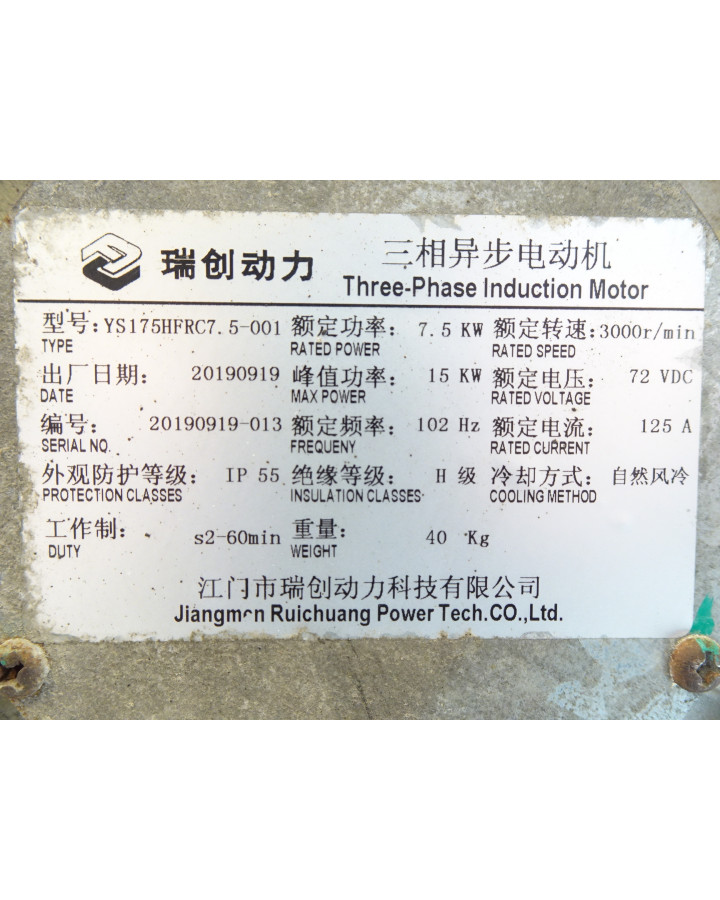 瑞创动力 三相异步电动机
Three-Phase Induction Motor
型号: YS175HFRC7.5-001 额定功率: 7.5 KW 额定转速: 3000r/min
TYPE RATED POWER RATED SPEED
出厂日期: 20190919 峰值功率: 15 KW 额定电压: 72 VDC
DATE MAX POWER RATED VOLTAGE
编号: 20190919-013 额定频率: 102 Hz 额定电流: 125 A
SERIAL NO. FREQUENY RATED CURRENT
外观防护等级: IP 55 绝缘等级: H 级 冷却方式: 自然风冷
PROTECTION CLASSES INSULATION CLASSES COOLING METHOD
工作制: s2-60min 重量: 40 Kg
DUTY WEIGHT
江门市瑞创动力科技有限公司
Jiangmen Ruichuang Power Tech.CO.,Ltd.